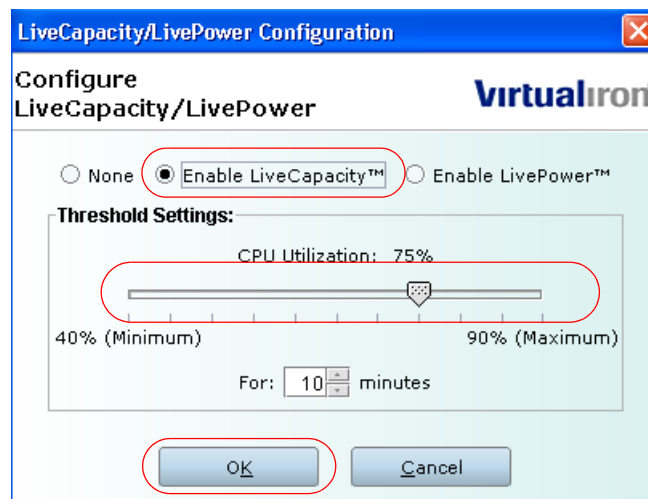 LiveCapacity/LivePower Configuration
Configure
LiveCapacity/LivePower
Virtualiron
None Enable LiveCapacity™ Enable LivePower™
Threshold Settings:
CPU Utilization: 75%
40% (Minimum) 90% (Maximum)
For: 10 minutes
OK Cancel